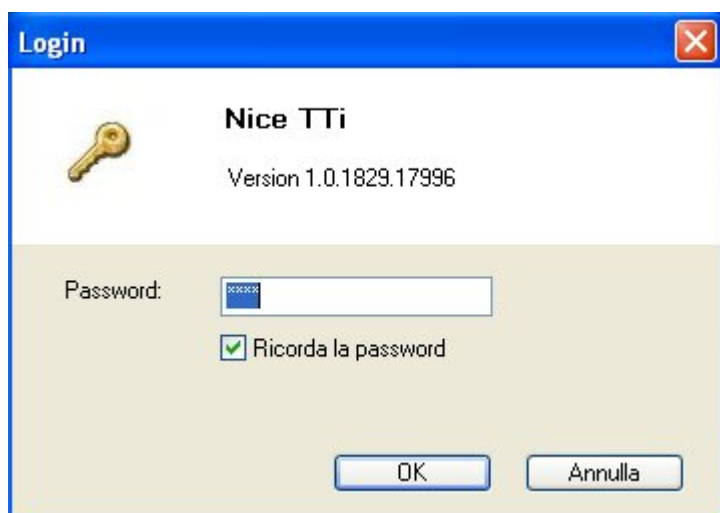 Login
Nice TTi
Version 1.0.1829.17996
Password: ****
Ricorda la password
OK Annulla